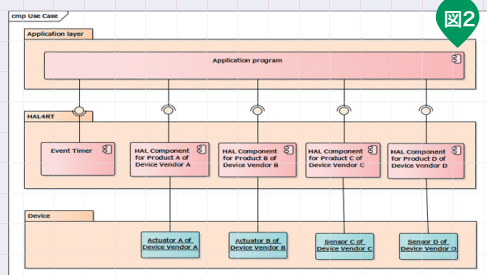 図2
cmp Use Case
Application layer
Application program
HAL4RT
Event Timer
HAL Component
for Product A of
Device Vendor A
HAL Component
for Product B of
Device Vendor B
HAL Component
for Product C of
Device Vendor C
HAL Component
for Product D of
Device Vendor D
Device
Actuator A of
Device Vendor A
Actuator B of
Device Vendor B
Sensor C of
Device Vendor C
Sensor D of
Device Vendor D